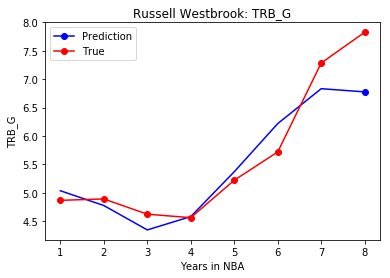 Russell Westbrook: TRB_G
Prediction
True
TRB_G
8.0
7.5
7.0
6.5
6.0
5.5
5.0
4.5
1 2 3 4 5 6 7 8
Years in NBA